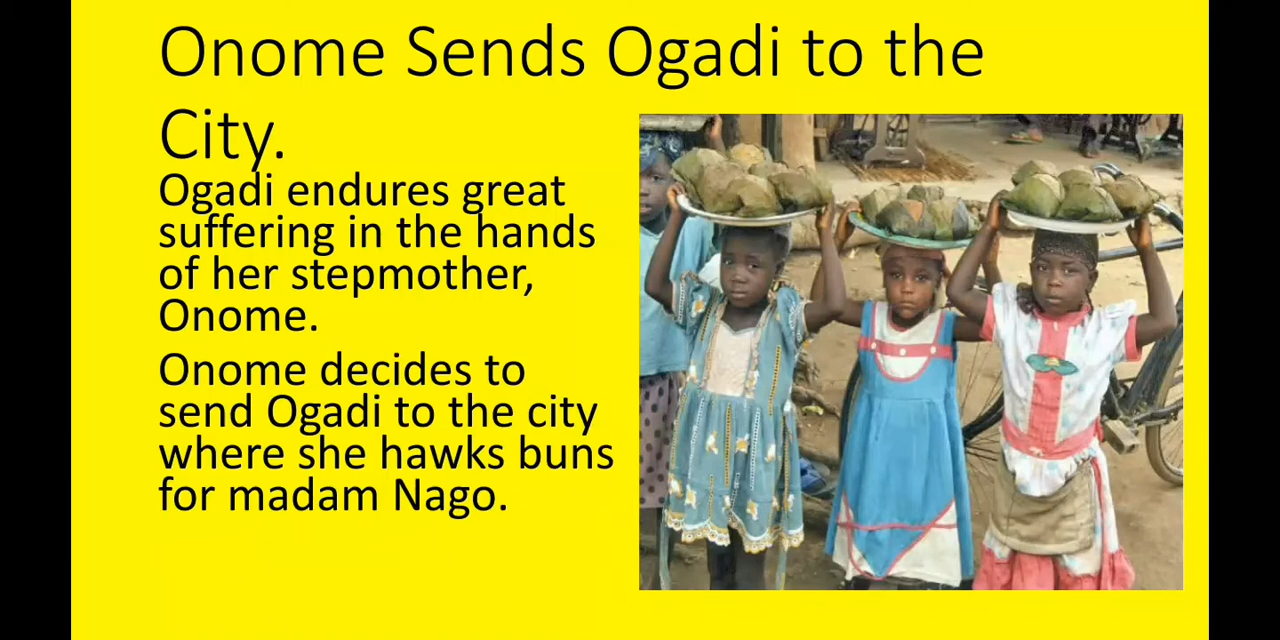 Onome Sends Ogadi to the
City.
Ogadi endures great
suffering in the hands
of her stepmother,
Onome.
Onome decides to
send Ogadi to the city
where she hawks buns
for madam Nago.